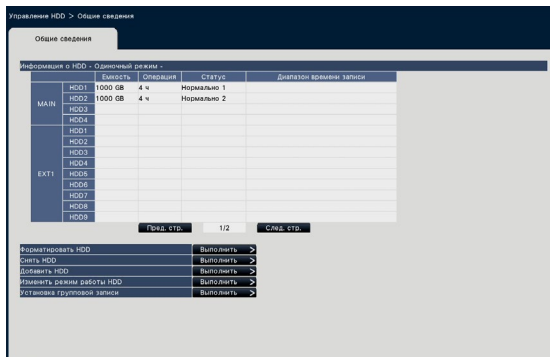 Управление HDD > Общие сведения
Общие сведения
Информация о HDD - Одиночный режим -
Емкость Операция Статус Диапазон времени записи
MAIN
HDD1 1000 GB 4 ч Нормально 1
HDD2 1000 GB 4 ч Нормально 2
HDD3
HDD4
EXT1
HDD1
HDD2
HDD3
HDD4
HDD5
HDD6
HDD7
HDD8
HDD9
Пред. стр. 1/2 След. стр.
Форматировать HDD Выполнить >
Снять HDD Выполнить >
Добавить HDD Выполнить >
Изменить режим работы HDD Выполнить >
Установка групповой записи Выполнить >